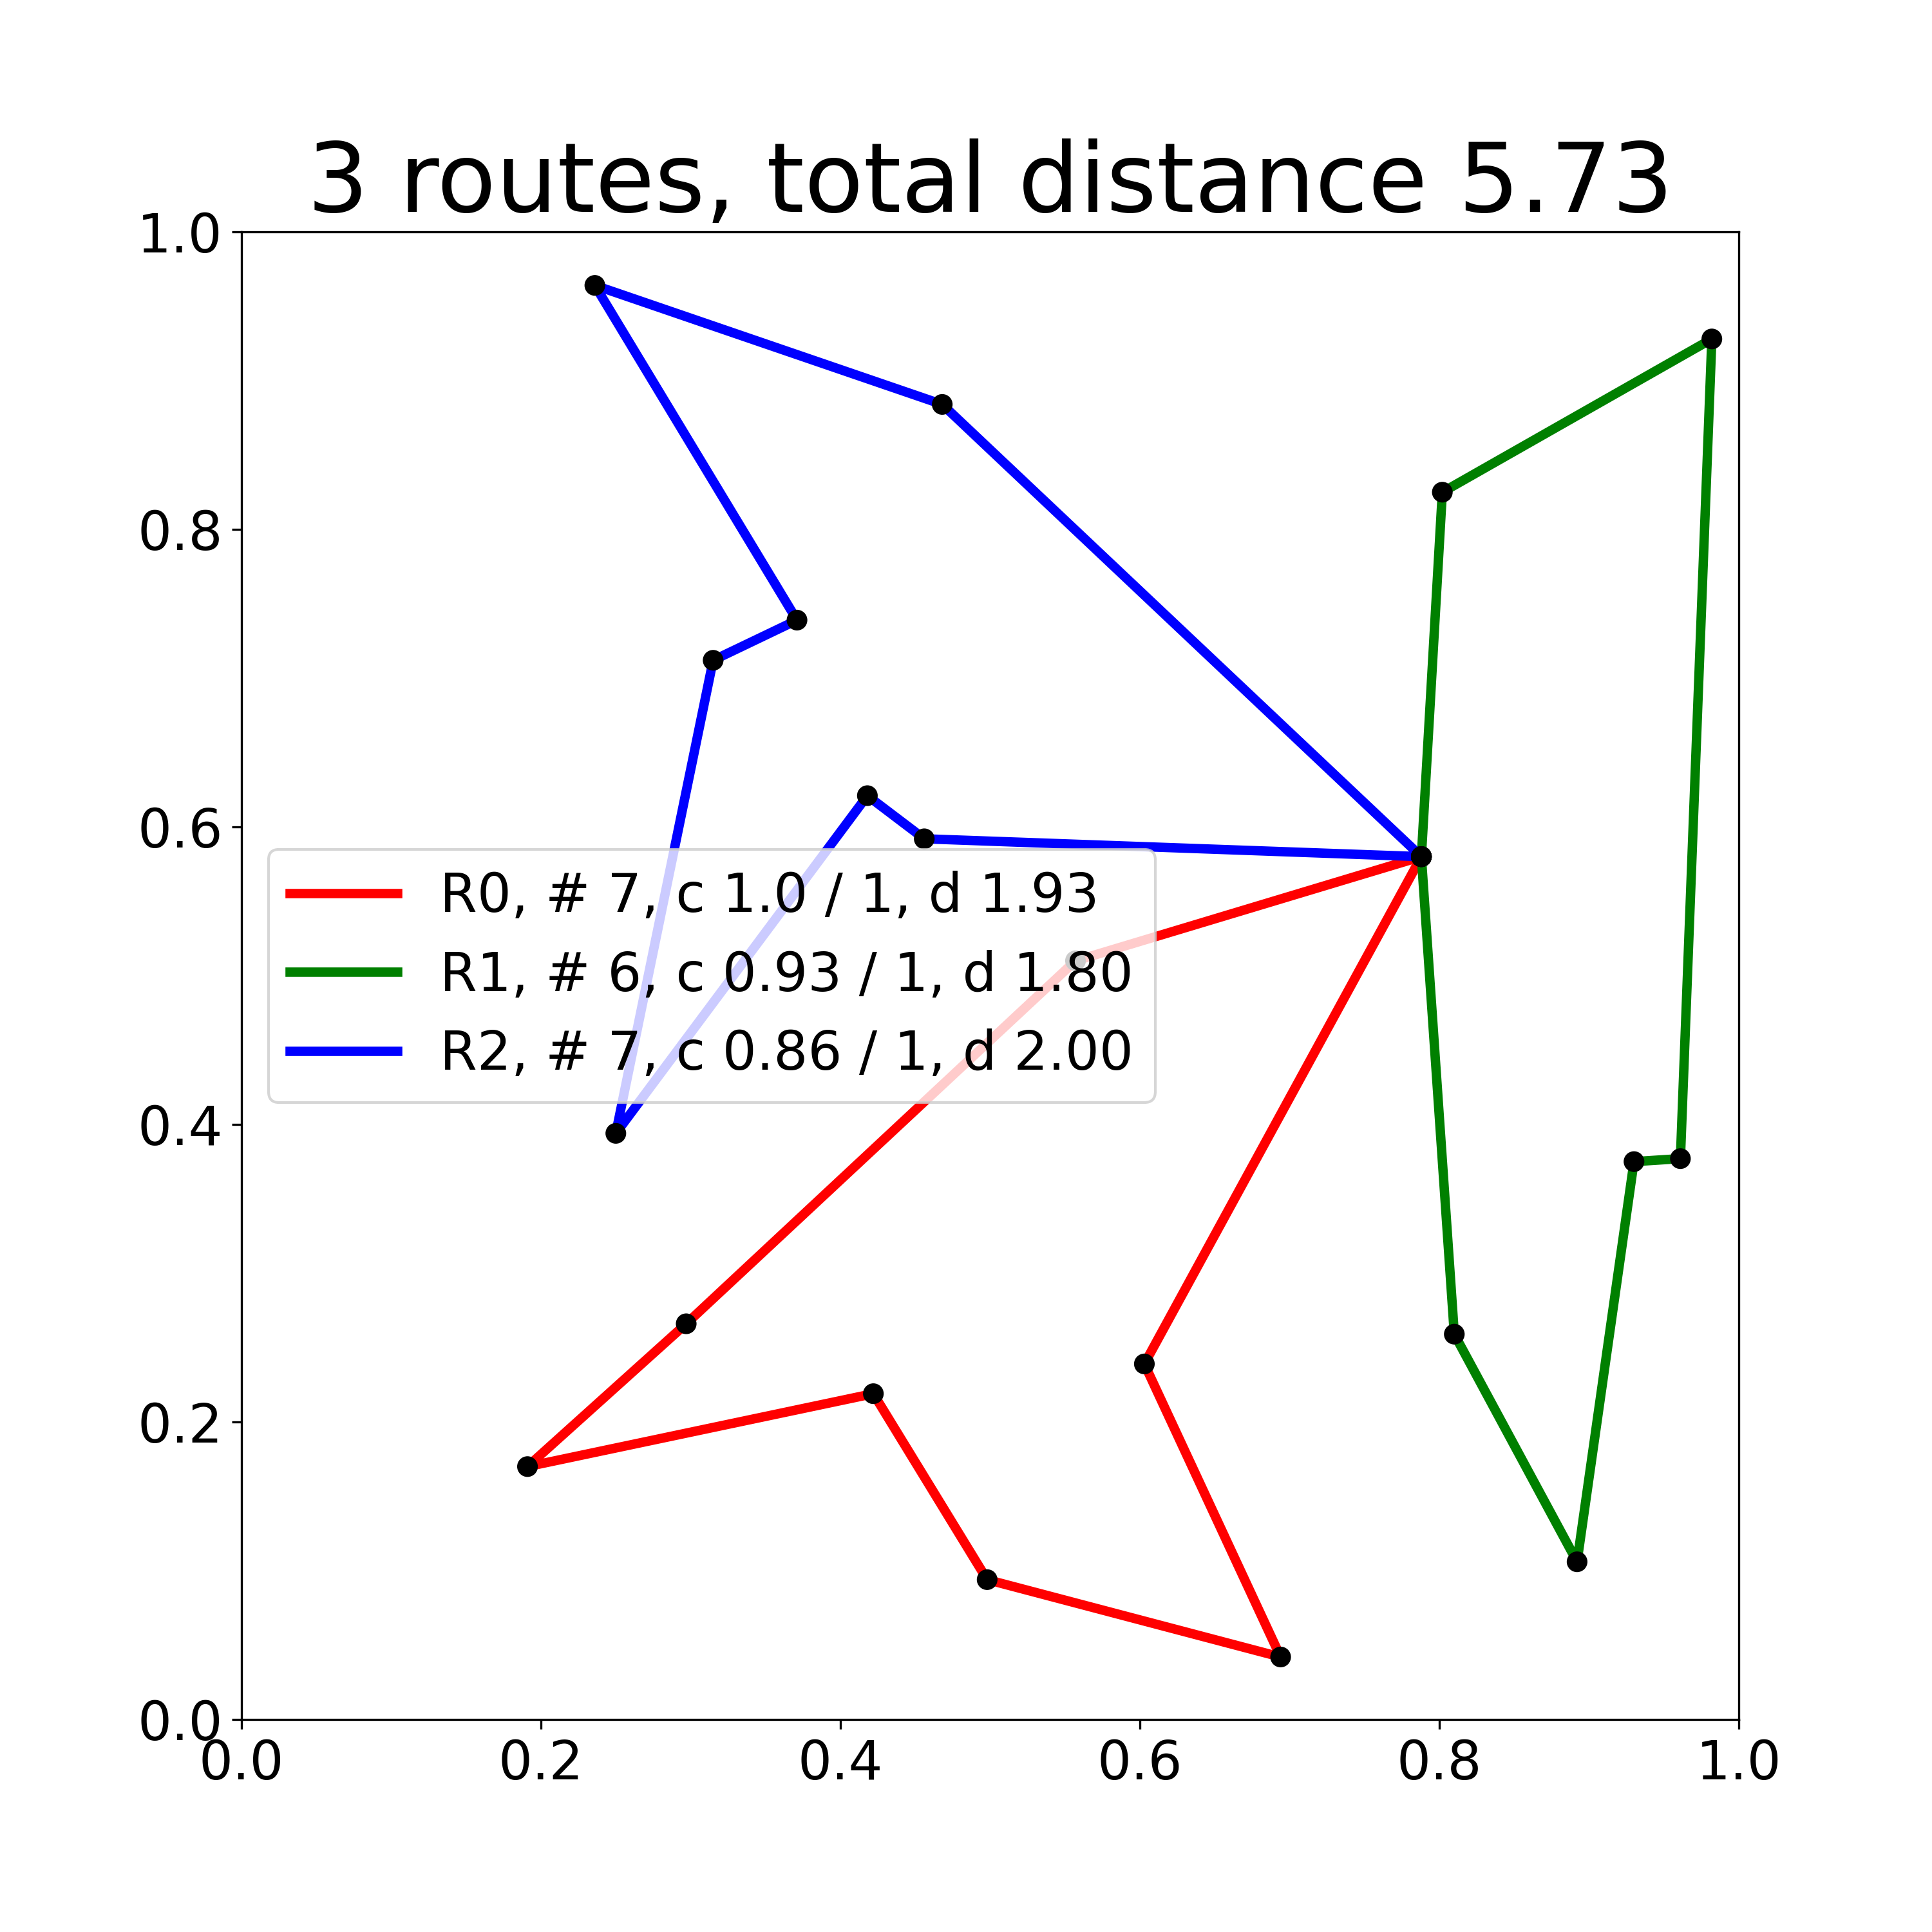 3 routes, total distance 5.73
1.0
0.8
0.6
R0, # 7, c 1.0 / 1, d 1.93
R1, # 6, c 0.93 / 1, d 1.80
R2, # 7, c 0.86 / 1, d 2.00
0.4
0.2
0.0
0.0 0.2 0.4 0.6 0.8 1.0